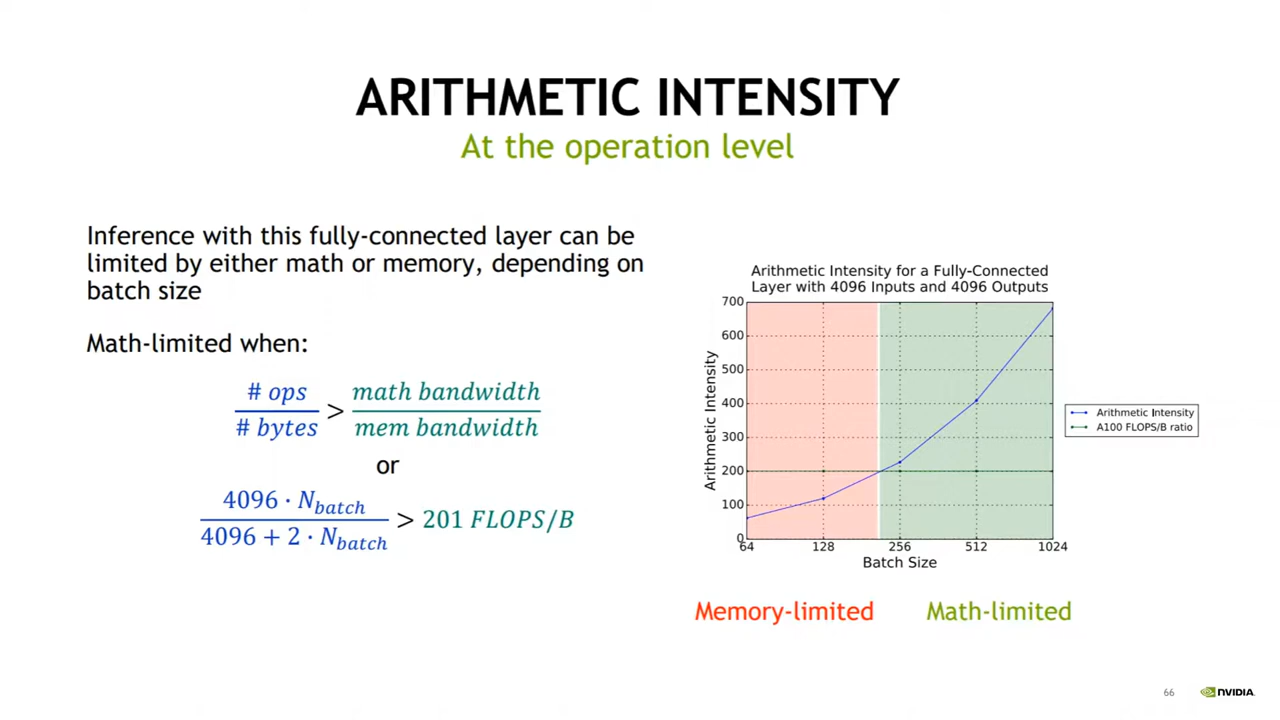 ARITHMETIC INTENSITY
At the operation level
Inference with this fully-connected layer can be
limited by either math or memory, depending on
batch size
Math-limited when:
# ops / # bytes > math bandwidth / mem bandwidth
or
4096 · N_batch / 4096 + 2 · N_batch > 201 FLOPS/B
Arithmetic Intensity for a Fully-Connected
Layer with 4096 Inputs and 4096 Outputs
Arithmetic Intensity
700
600
500
400
300
200
100
0
64 128 256 512 1024
Batch Size
Arithmetic Intensity
A100 FLOPS/B ratio
Memory-limited
Math-limited
66
NVIDIA.